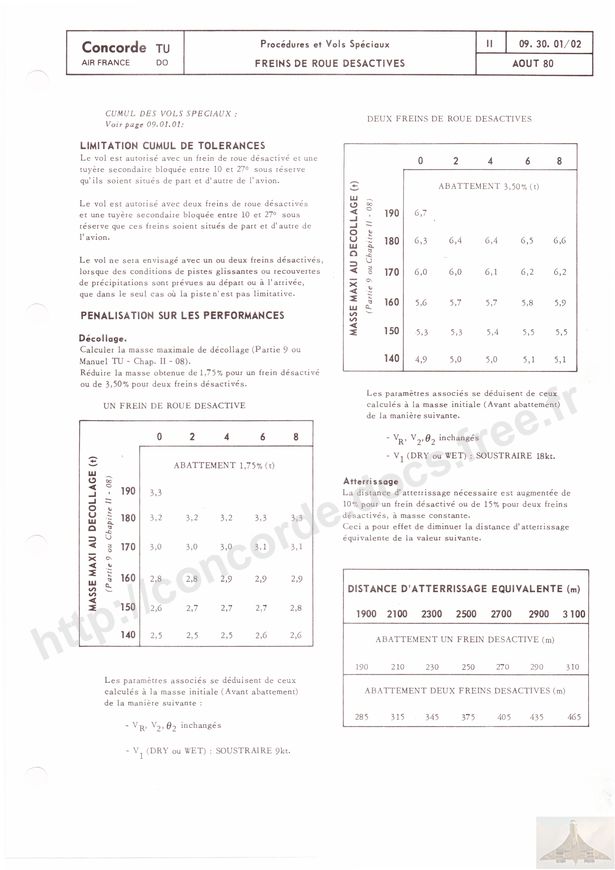 Concorde TU
AIR FRANCE DO
Procédures et Vols Spéciaux
FREINS DE ROUE DESACTIVES
II
09. 30. 01/02
AOUT 80
CUMUL DES VOLS SPECIAUX :
Voir page 09.01.01:
LIMITATION CUMUL DE TOLERANCES
Le vol est autorisé avec un frein de roue désactivé et une
tuyère secondaire bloquée entre 10 et 27° sous réserve
qu'ils soient situés de part et d'autre de l'avion.
Le vol est autorisé avec deux freins de roue désactivés
et une tuyère secondaire bloquée entre 10 et 27° sous
réserve que ces freins soient situés de part et d'autre de
l'avion.
Le vol ne sera envisagé avec un ou deux freins désactivés,
lorsque des conditions de pistes glissantes ou recouvertes
de précipitations sont prévues au départ ou à l'arrivée,
que dans le seul cas où la piste n'est pas limitative.
PENALISATION SUR LES PERFORMANCES
Décollage.
Calculer la masse maximale de décollage (Partie 9 ou
Manuel TU - Chap. II - 08).
Réduire la masse obtenue de 1,75% pour un frein désactivé
ou de 3,50% pour deux freins désactivés.
UN FREIN DE ROUE DESACTIVE
0 2 4 6 8
MASSE MAXI AU DECOLLAGE (t)
(Partie 9 ou Chapitre II - 08)
ABATTEMENT 1,75% (t)
190 3,3
180 3,2 3,2 3,2 3,3 3,3
170 3,0 3,0 3,0 3,1 3,1
160 2,8 2,8 2,9 2,9 2,9
150 2,6 2,7 2,7 2,7 2,8
140 2,5 2,5 2,5 2,6 2,6
Les paramètres associés se déduisent de ceux
calculés à la masse initiale (Avant abattement)
de la manière suivante :
- VR, V2, θ2 inchangés
- V1 (DRY ou WET) : SOUSTRAIRE 9kt.
DEUX FREINS DE ROUE DESACTIVES
0 2 4 6 8
MASSE MAXI AU DECOLLAGE (t)
(Partie 9 ou Chapitre II - 08)
ABATTEMENT 3,50% (t)
190 6,7
180 6,3 6,4 6,4 6,5 6,6
170 6,0 6,0 6,1 6,2 6,2
160 5,6 5,7 5,7 5,8 5,9
150 5,3 5,3 5,4 5,5 5,5
140 4,9 5,0 5,0 5,1 5,1
Les paramètres associés se déduisent de ceux
calculés à la masse initiale (Avant abattement)
de la manière suivante.
- VR, V2, θ2 inchangés
- V1 (DRY ou WET) : SOUSTRAIRE 18kt.
Atterrissage
La distance d'atterrissage nécessaire est augmentée de
10% pour un frein désactivé ou de 15% pour deux freins
désactivés, à masse constante.
Ceci a pour effet de diminuer la distance d'atterrissage
équivalente de la valeur suivante.
DISTANCE D'ATTERRISSAGE EQUIVALENTE (m)
1900 2100 2300 2500 2700 2900 3100
ABATTEMENT UN FREIN DESACTIVE (m)
190 210 230 250 270 290 310
ABATTEMENT DEUX FREINS DESACTIVES (m)
285 315 345 375 405 435 465
http://concorde-docs.free.fr